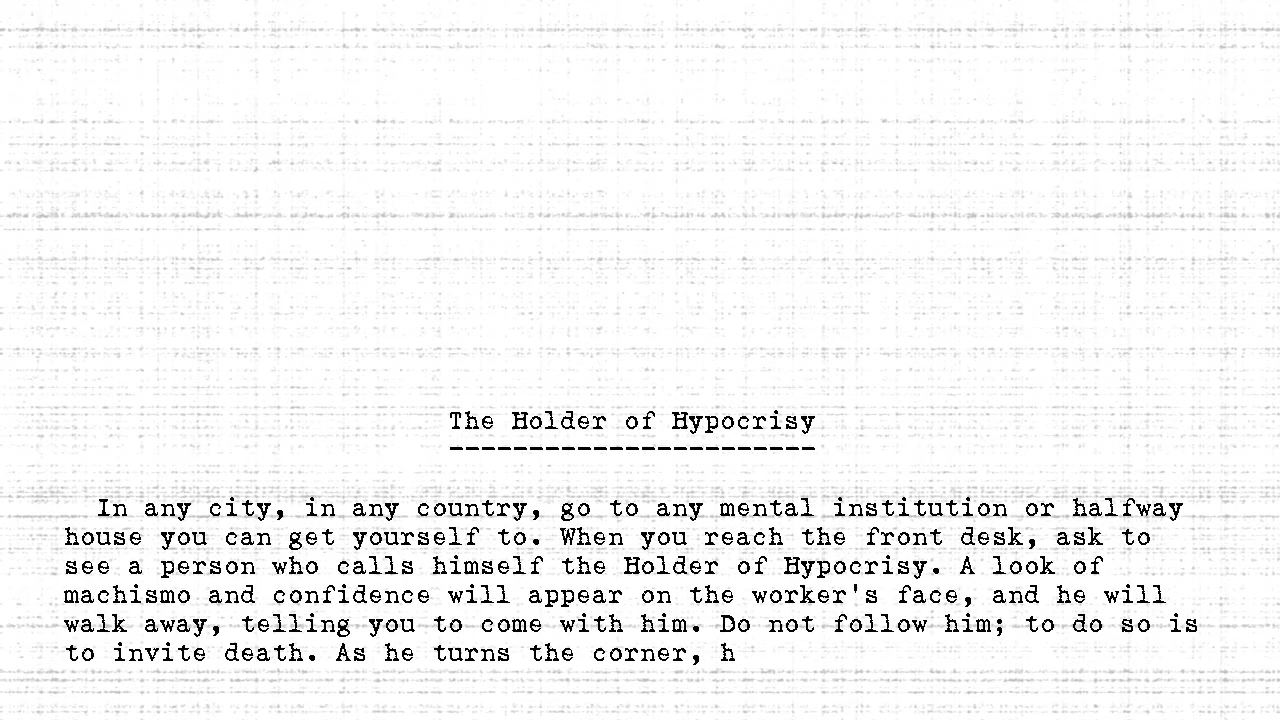 The Holder of Hypocrisy
-----------------------
In any city, in any country, go to any mental institution or halfway
house you can get yourself to. When you reach the front desk, ask to
see a person who calls himself the Holder of Hypocrisy. A look of
machismo and confidence will appear on the worker's face, and he will
walk away, telling you to come with him. Do not follow him; to do so is
to invite death. As he turns the corner, h